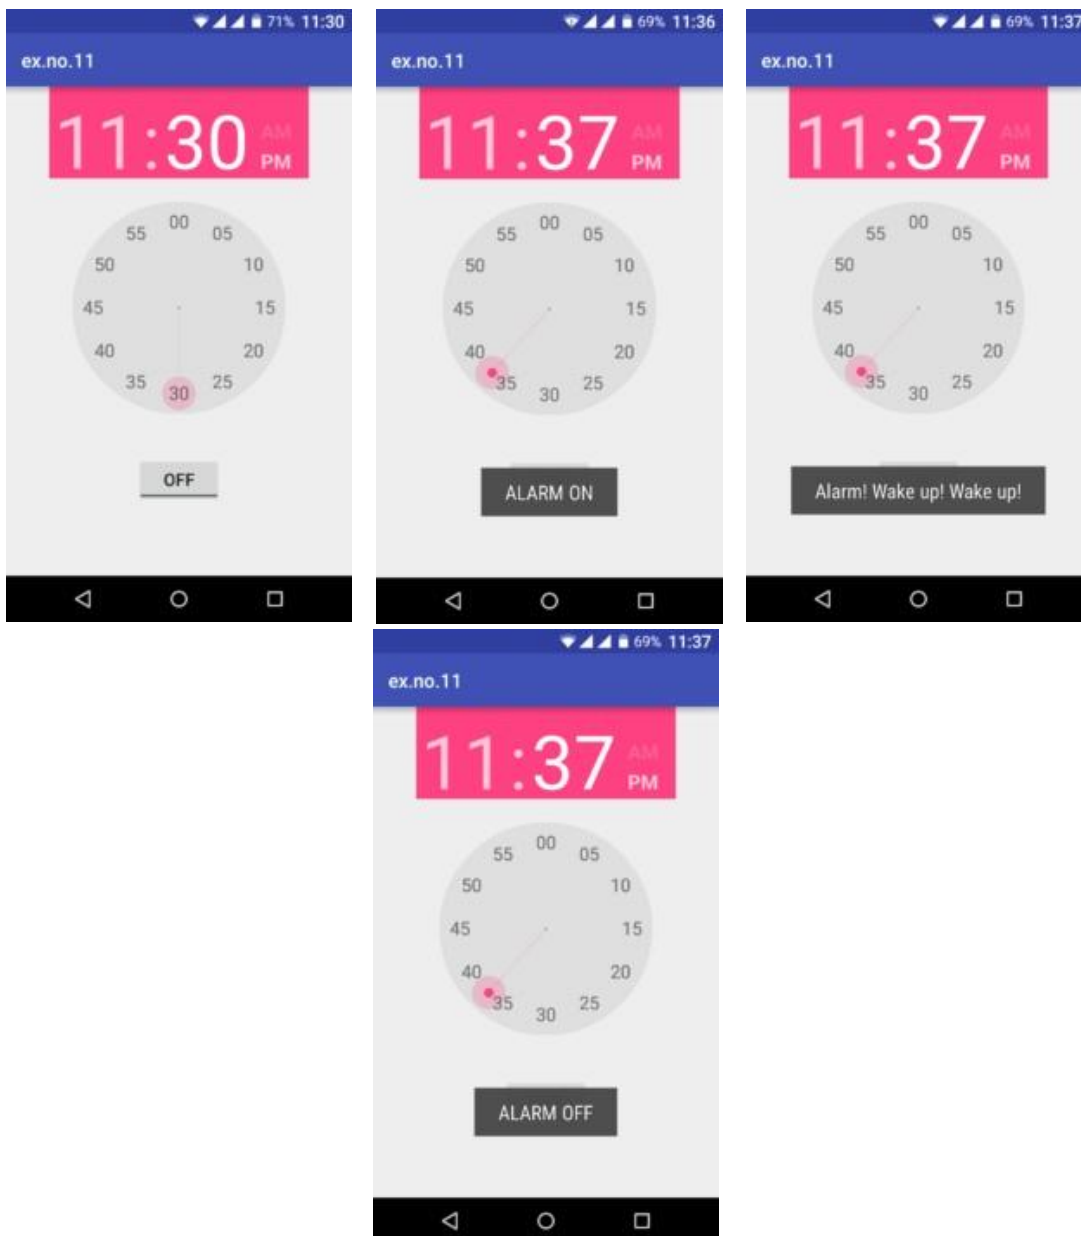 71% 11:30
ex.no.11
11:30 AM
PM
00
55 05
50 10
45 15
40 20
35 25
30
OFF
69% 11:36
ex.no.11
11:37 AM
PM
00
55 05
50 10
45 15
40 20
35 25
30
ALARM ON
69% 11:37
ex.no.11
11:37 AM
PM
00
55 05
50 10
45 15
40 20
35 25
30
Alarm! Wake up! Wake up!
69% 11:37
ex.no.11
11:37 AM
PM
00
55 05
50 10
45 15
40 20
35 25
30
ALARM OFF